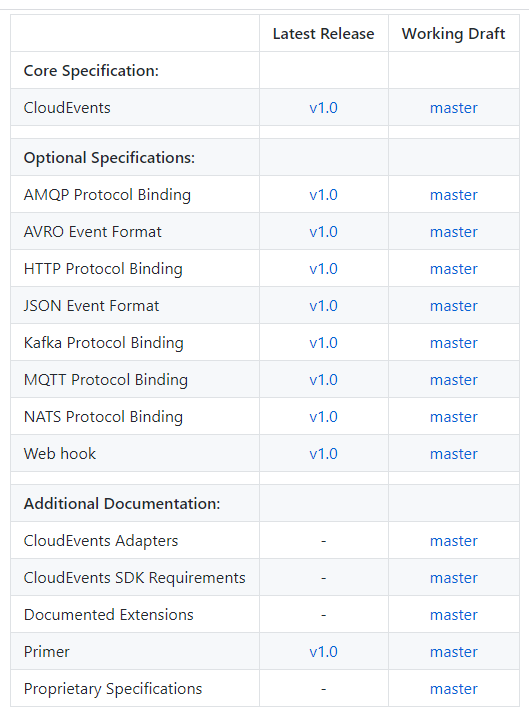 Latest Release Working Draft
Core Specification:
CloudEvents v1.0 master
Optional Specifications:
AMQP Protocol Binding v1.0 master
AVRO Event Format v1.0 master
HTTP Protocol Binding v1.0 master
JSON Event Format v1.0 master
Kafka Protocol Binding v1.0 master
MQTT Protocol Binding v1.0 master
NATS Protocol Binding v1.0 master
Web hook v1.0 master
Additional Documentation:
CloudEvents Adapters - master
CloudEvents SDK Requirements - master
Documented Extensions - master
Primer v1.0 master
Proprietary Specifications - master